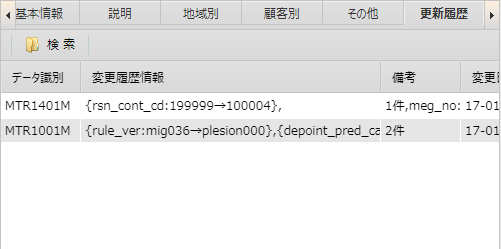 基本情報 説明 地域別 顧客別 その他 更新履歴
検 索
データ識別 変更履歴情報 備考 変更日
MTR1401M {rsn_cont_cd:199999→100004}, 1件,meg_no: 17-01
MTR1001M {rule_ver:mig036→plesion000},{depoint_pred_ca 2件 17-01